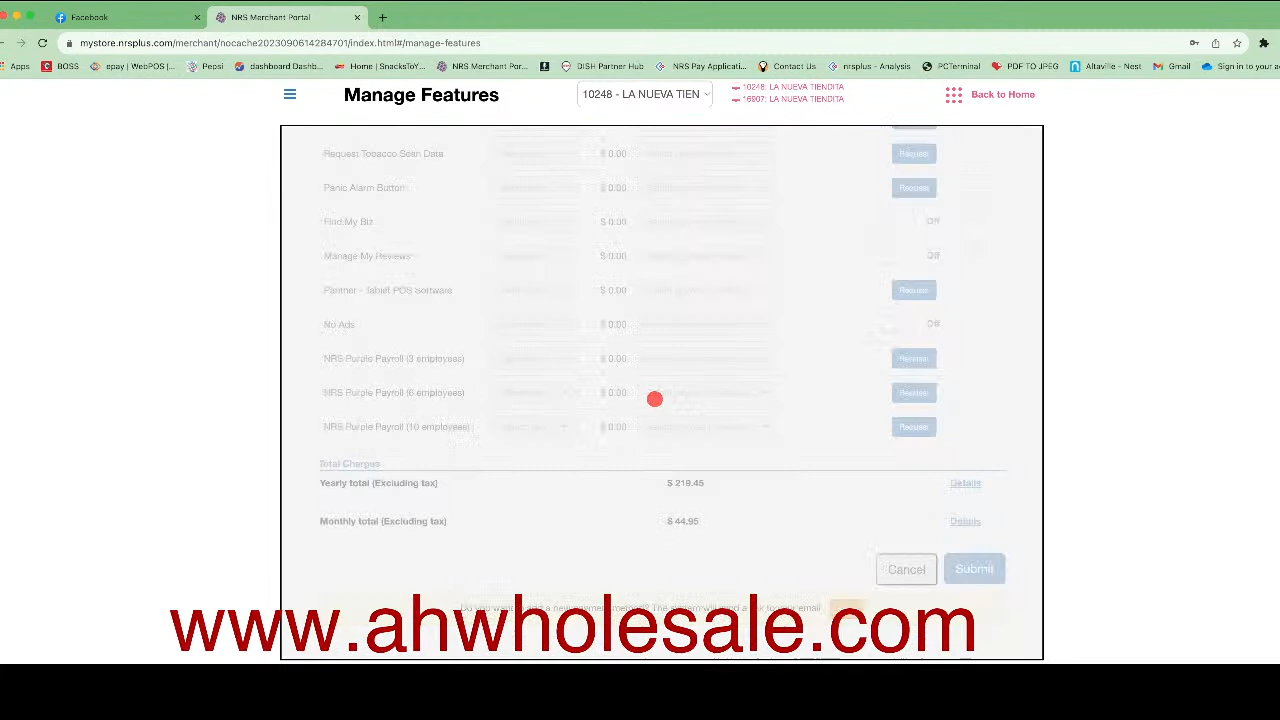 Facebook
NRS Merchant Portal
mystore.nrsplus.com/merchant/nocache2023090614284701/index.html#/manage-features
Apps BOSS epay | WebPOS |... Pepsi dashboard Dashb... Home | SnacksToY... NRS Merchant Por... DISH Partner Hub NRS Pay Applicati... Contact Us nrsplus - Analysis PCTerminal PDF TO JPEG Altaville - Nest Gmail Sign in to your a
Manage Features 10248 - LA NUEVA TIEN 10248: LA NUEVA TIENDITA
16907: LA NUEVA TIENDITA
Back to Home
Request Tobacco Scan Data $ 0.00 Request
Panic Alarm Button $ 0.00 Request
Find My Biz $ 0.00 Off
Manage My Reviews $ 0.00 Off
Partner - Tablet POS software $ 0.00 Request
No Ads $ 0.00 Off
NRS Purple Payroll (3 employees) $ 0.00 Request
NRS Purple Payroll (6 employees) $ 0.00 Request
NRS Purple Payroll (10 employees) $ 0.00 Request
Total Charges
Yearly total (Excluding tax) $ 219.45 Details
Monthly total (Excluding tax) $ 44.95 Details
Cancel Submit
www.ahwholesale.com